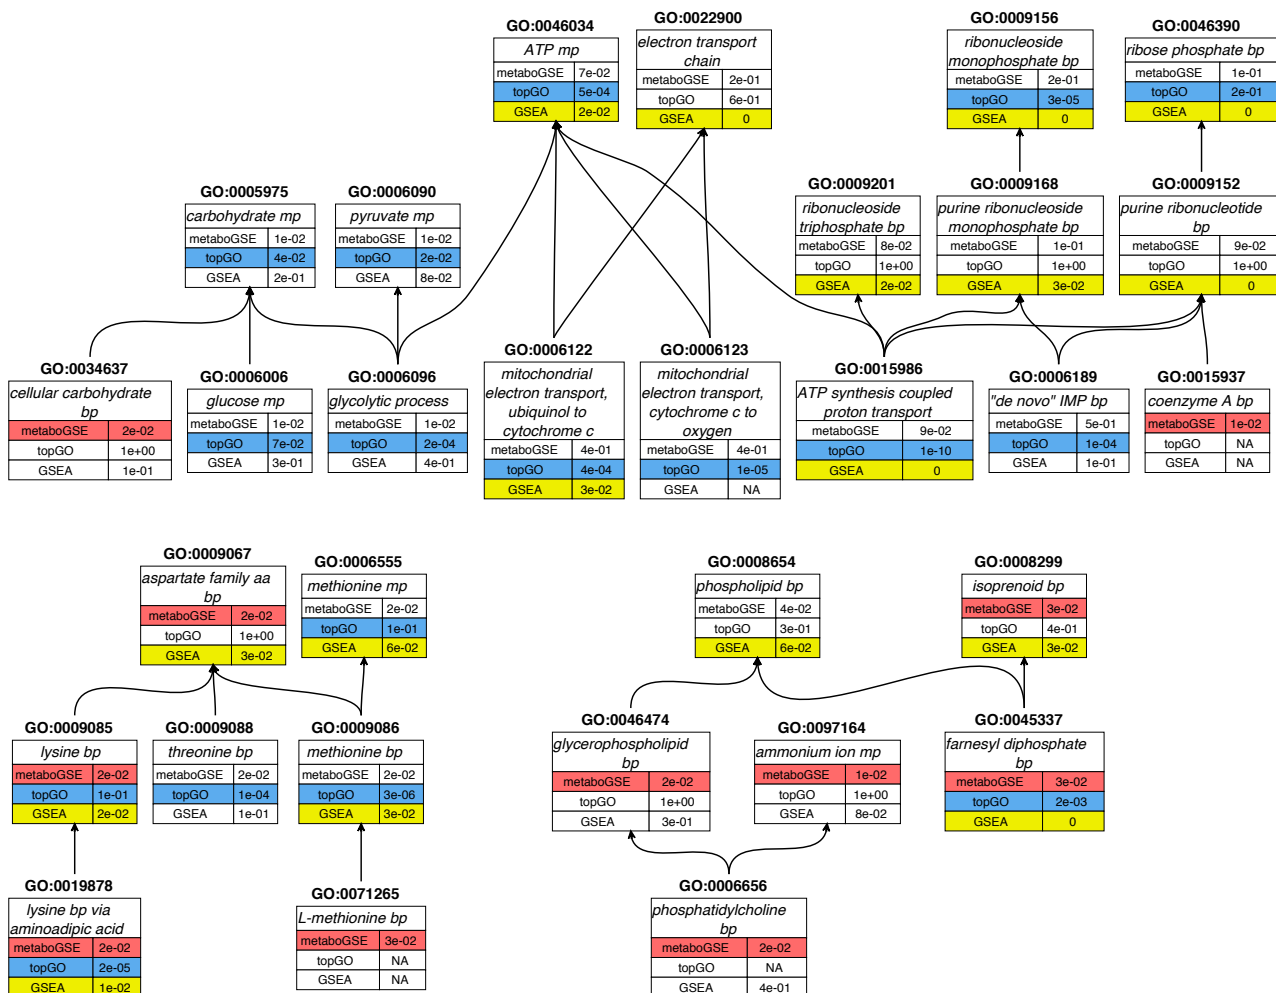 GO:0046034
ATP mp
metaboGSE 7e-02
topGO 5e-04
GSEA 2e-02
GO:0022900
electron transport
chain
metaboGSE 2e-01
topGO 6e-01
GSEA 0
GO:0009156
ribonucleoside
monophosphate bp
metaboGSE 2e-01
topGO 3e-05
GSEA 0
GO:0046390
ribose phosphate bp
metaboGSE 1e-01
topGO 2e-01
GSEA 0
GO:0005975
carbohydrate mp
metaboGSE 1e-02
topGO 4e-02
GSEA 2e-01
GO:0006090
pyruvate mp
metaboGSE 1e-02
topGO 2e-02
GSEA 8e-02
GO:0009201
ribonucleoside
triphosphate bp
metaboGSE 8e-02
topGO 1e+00
GSEA 2e-02
GO:0009168
purine ribonucleoside
monophosphate bp
metaboGSE 1e-01
topGO 1e+00
GSEA 3e-02
GO:0009152
purine ribonucleotide
bp
metaboGSE 9e-02
topGO 1e+00
GSEA 0
GO:0034637
cellular carbohydrate
bp
metaboGSE 2e-02
topGO 1e+00
GSEA 1e-01
GO:0006006
glucose mp
metaboGSE 1e-02
topGO 7e-02
GSEA 3e-01
GO:0006096
glycolytic process
metaboGSE 1e-02
topGO 2e-04
GSEA 4e-01
GO:0006122
mitochondrial
electron transport,
ubiquinol to
cytochrome c
metaboGSE 4e-01
topGO 4e-04
GSEA 3e-02
GO:0006123
mitochondrial
electron transport,
cytochrome c to
oxygen
metaboGSE 4e-01
topGO 1e-05
GSEA NA
GO:0015986
ATP synthesis coupled
proton transport
metaboGSE 9e-02
topGO 1e-10
GSEA 0
GO:0006189
"de novo" IMP bp
metaboGSE 5e-01
topGO 1e-04
GSEA 1e-01
GO:0015937
coenzyme A bp
metaboGSE 1e-02
topGO NA
GSEA NA
GO:0009067
aspartate family aa
bp
metaboGSE 2e-02
topGO 1e+00
GSEA 3e-02
GO:0006555
methionine mp
metaboGSE 2e-02
topGO 1e-01
GSEA 6e-02
GO:0008654
phospholipid bp
metaboGSE 4e-02
topGO 3e-01
GSEA 6e-02
GO:0008299
isoprenoid bp
metaboGSE 3e-02
topGO 4e-01
GSEA 3e-02
GO:0009085
lysine bp
metaboGSE 2e-02
topGO 1e-01
GSEA 2e-02
GO:0009088
threonine bp
metaboGSE 2e-02
topGO 1e-04
GSEA 1e-01
GO:0009086
methionine bp
metaboGSE 2e-02
topGO 3e-06
GSEA 3e-02
GO:0046474
glycerophospholipid
bp
metaboGSE 2e-02
topGO 1e+00
GSEA 3e-01
GO:0097164
ammonium ion mp
metaboGSE 1e-02
topGO 1e+00
GSEA 8e-02
GO:0045337
farnesyl diphosphate
bp
metaboGSE 3e-02
topGO 2e-03
GSEA 0
GO:0019878
lysine bp via
aminoadipic acid
metaboGSE 2e-02
topGO 2e-05
GSEA 1e-02
GO:0071265
L-methionine bp
metaboGSE 3e-02
topGO NA
GSEA NA
GO:0006656
phosphatidylcholine
bp
metaboGSE 2e-02
topGO NA
GSEA 4e-01